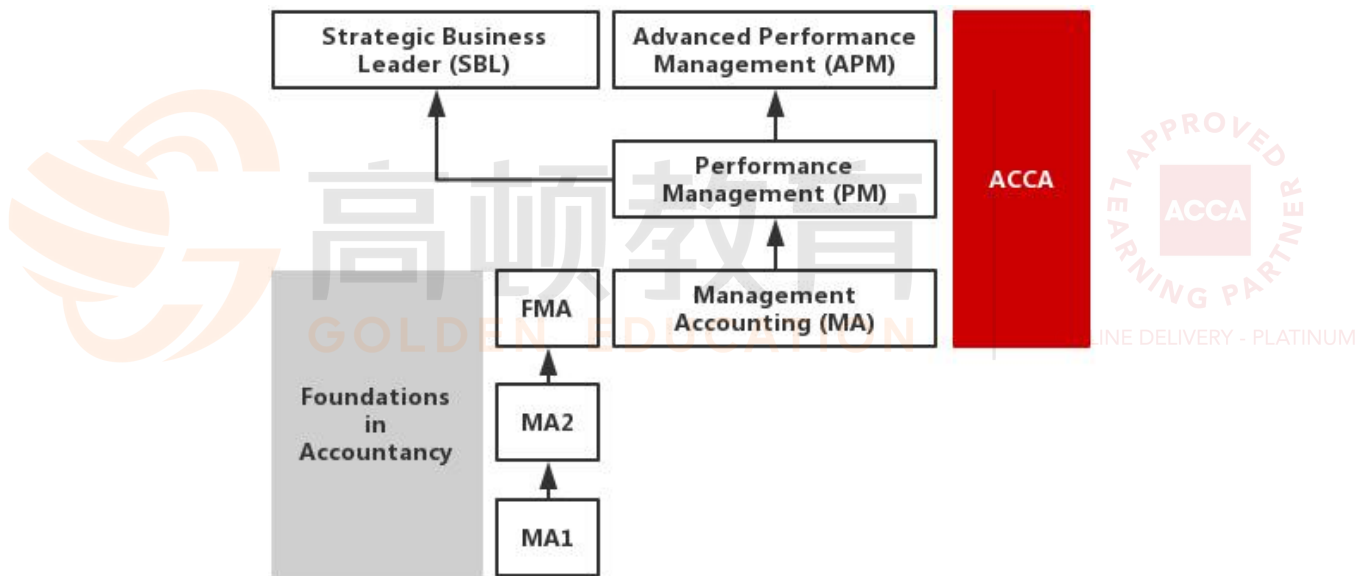 Strategic Business
Leader (SBL)
Advanced Performance
Management (APM)
Performance
Management (PM)
ACCA
FMA
Management
Accounting (MA)
Foundations
in
Accountancy
MA2
MA1
高顿教育
GOLDEN EDUCATION
APPROVED
ACCA
LEARNING PARTNER
LINE DELIVERY - PLATINUM